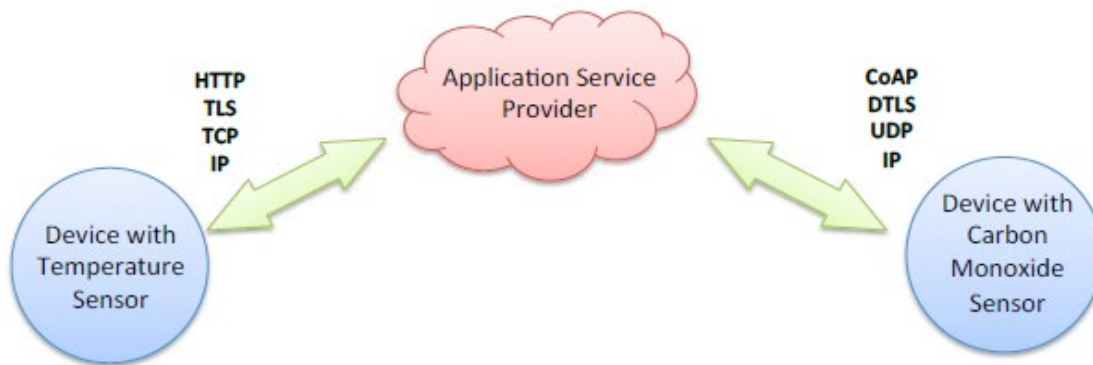 HTTP
TLS
TCP
IP
Application Service
Provider
CoAP
DTLS
UDP
IP
Device with
Temperature
Sensor
Device with
Carbon
Monoxide
Sensor